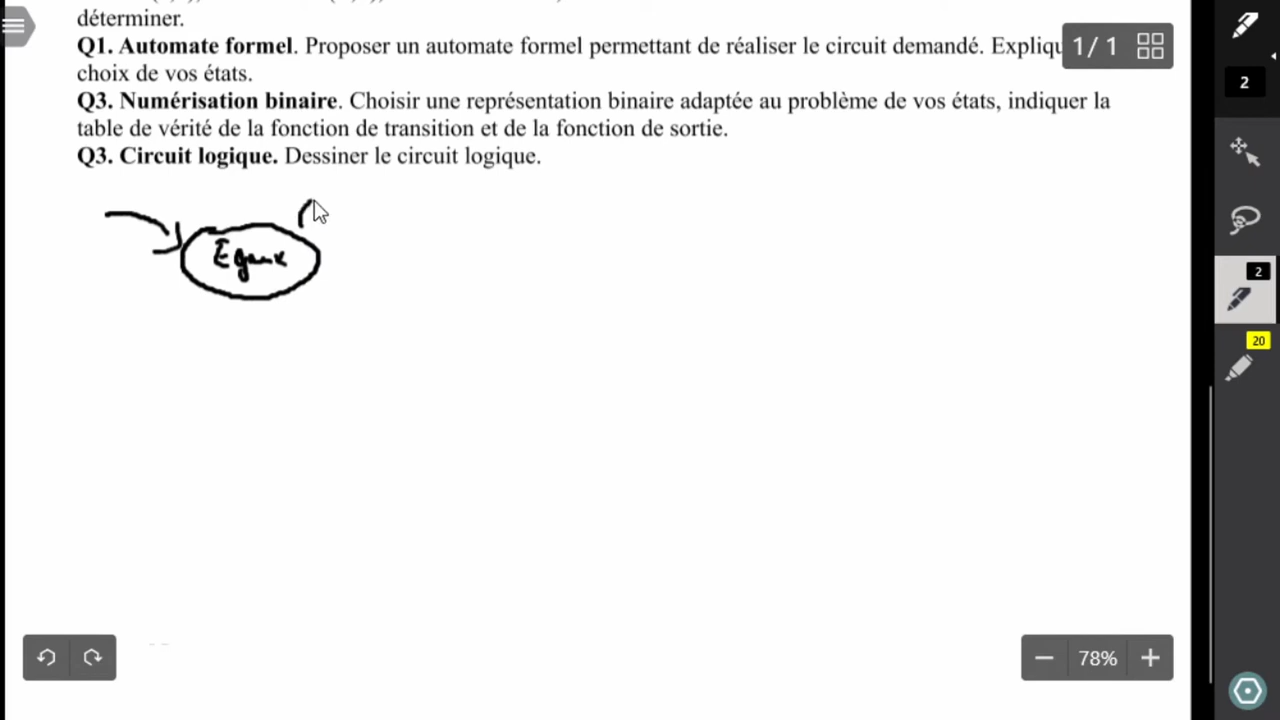 déterminer.
Q1. Automate formel. Proposer un automate formel permettant de réaliser le circuit demandé. Expliqu
1 / 1
choix de vos états.
Q3. Numérisation binaire. Choisir une représentation binaire adaptée au problème de vos états, indiquer la
table de vérité de la fonction de transition et de la fonction de sortie.
Q3. Circuit logique. Dessiner le circuit logique.
Egaux
2
2
20
78%